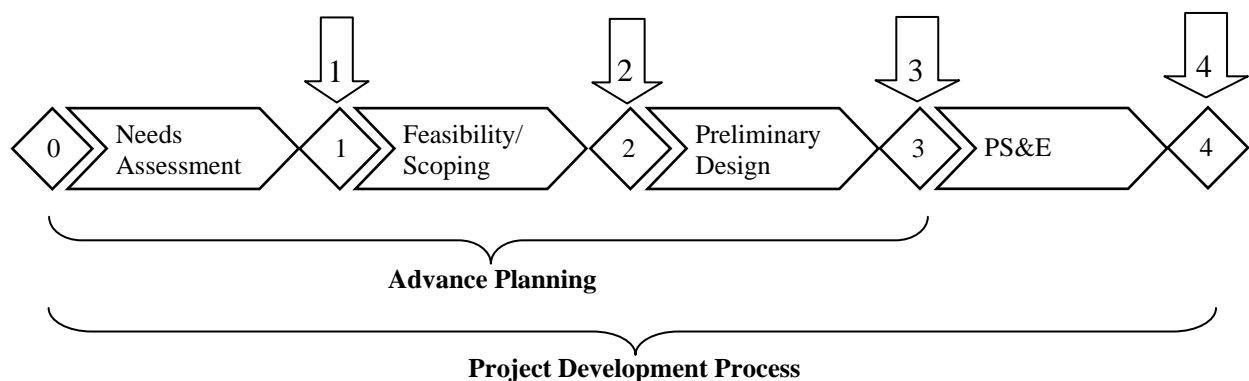 1 2 3 4
0 Needs Assessment 1 Feasibility/ Scoping 2 Preliminary Design 3 PS&E 4
Advance Planning
Project Development Process